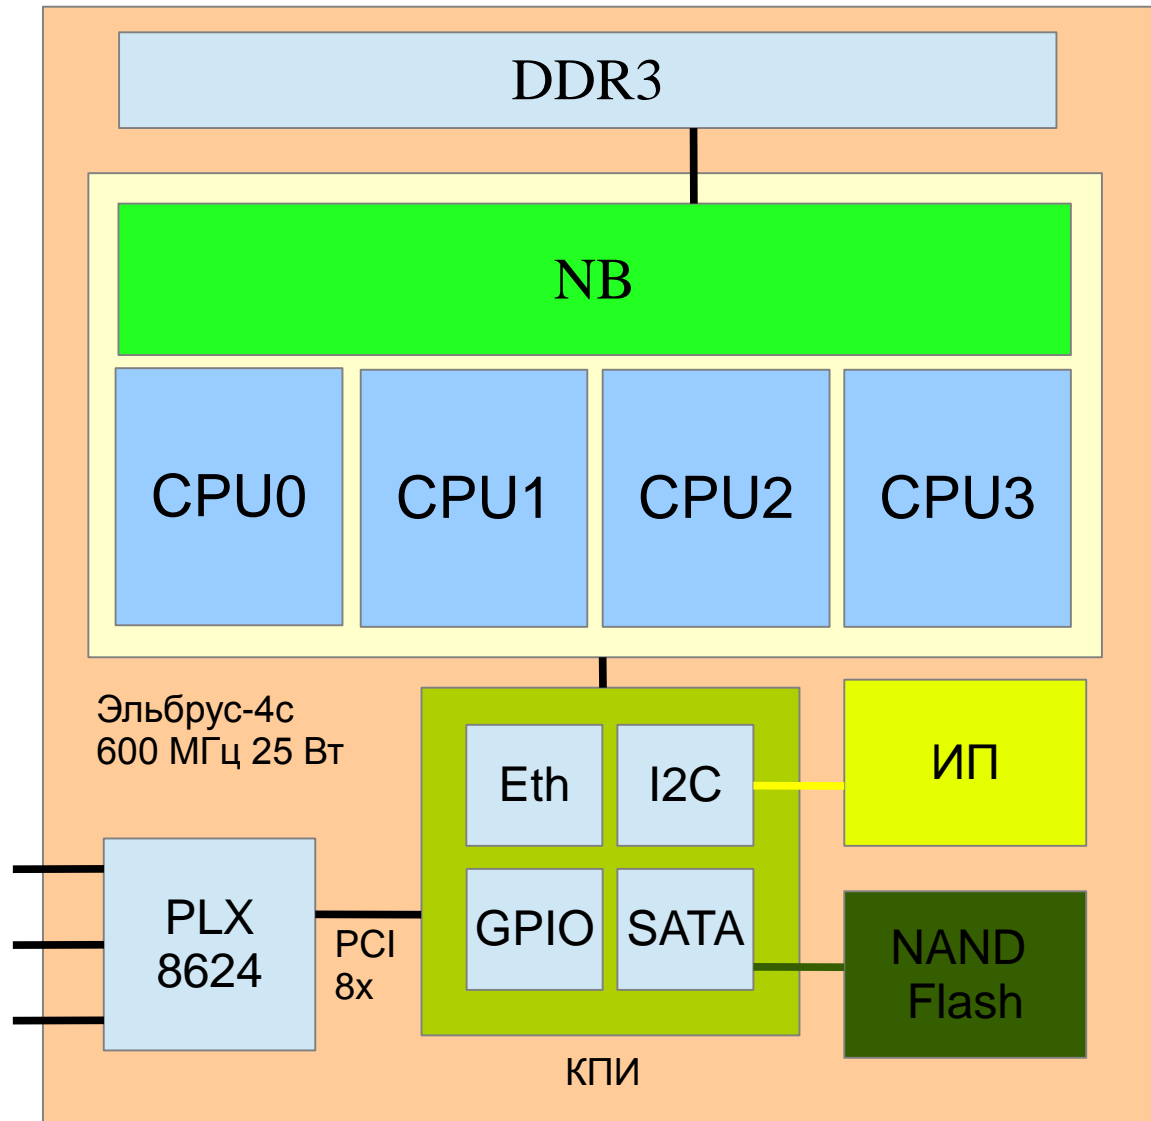 DDR3
NB
CPU0
CPU1
CPU2
CPU3
Эльбрус-4с
600 МГц 25 Вт
Eth
I2C
ИП
GPIO
SATA
PLX
8624
PCI
8x
NAND
Flash
КПИ